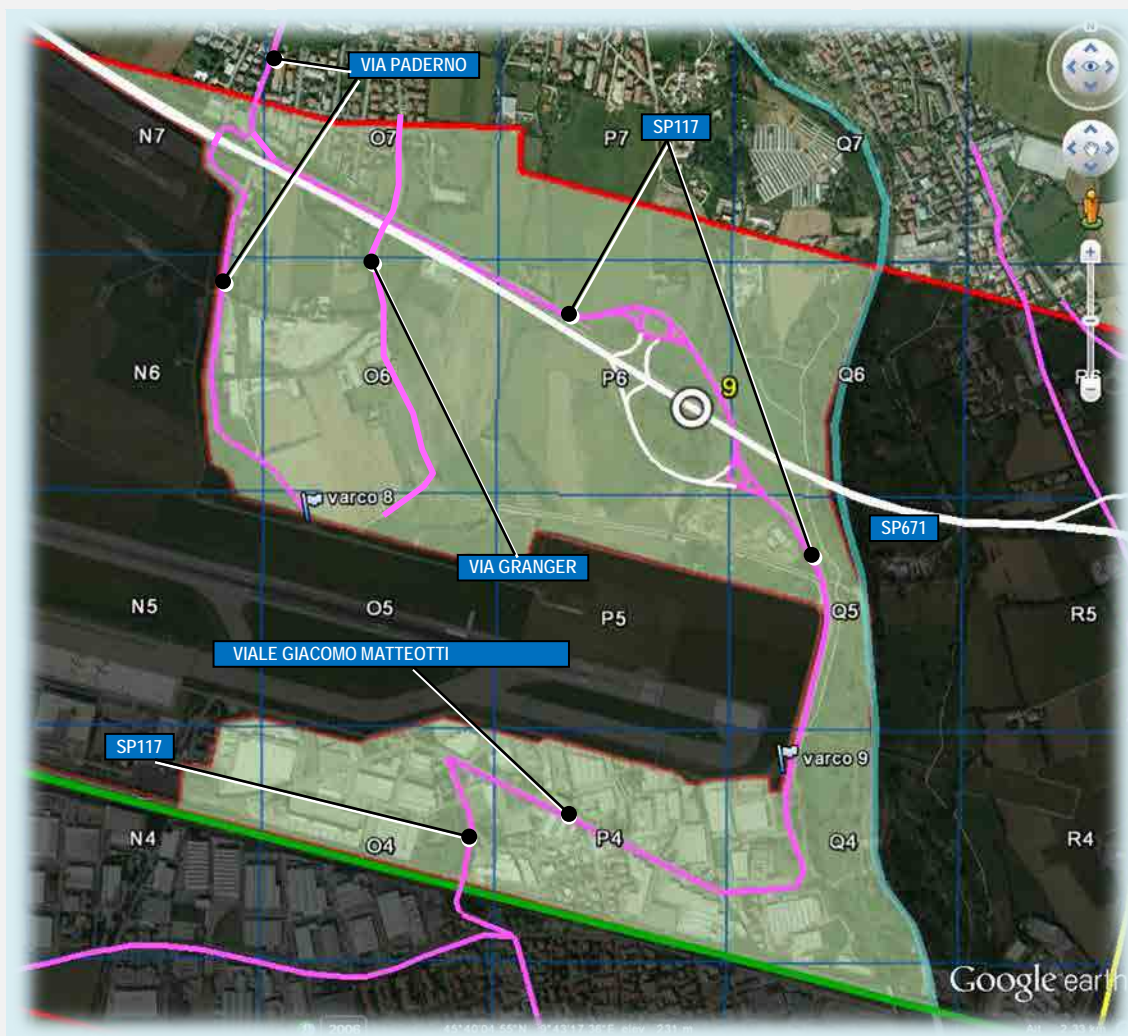 N
VIA PADERNO
N7
O7
P7
SP117
Q7
N6
O6
P6
9
Q6
varco 8
SP671
VIA GRANGER
N5
O5
P5
Q5
R5
VIALE GIACOMO MATTEOTTI
SP117
varco 9
N4
O4
P4
Q4
R4
Google earth
2006